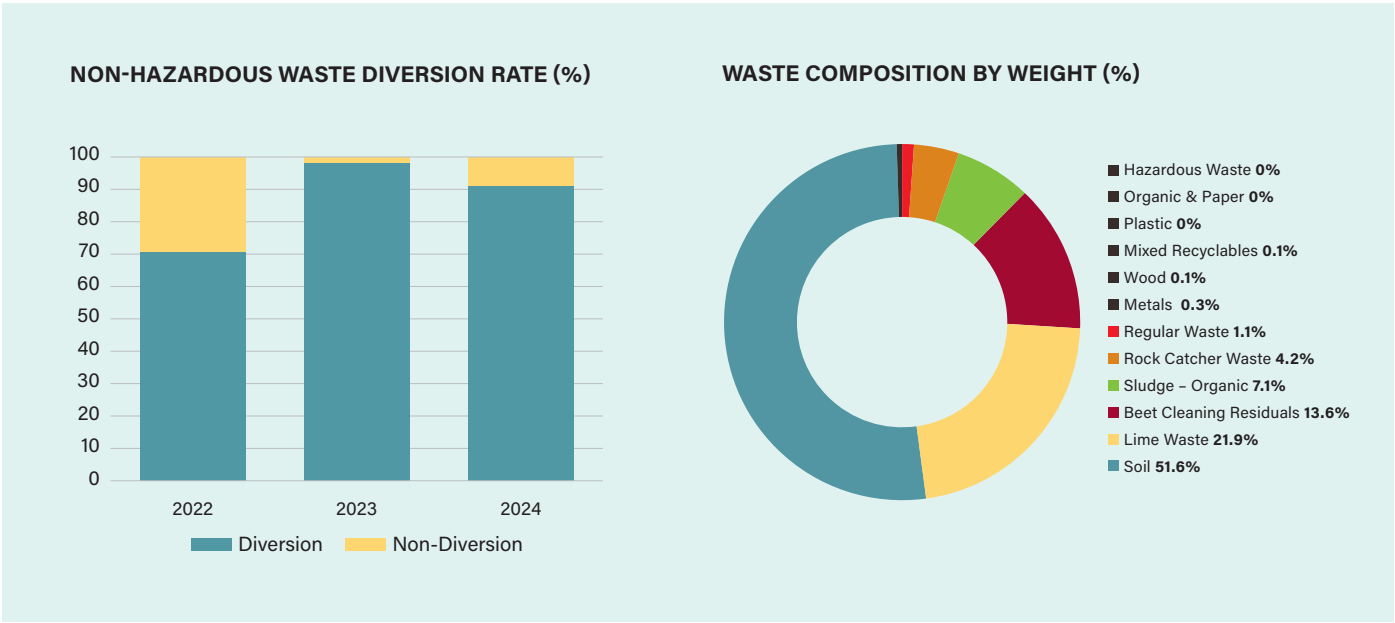 NON-HAZARDOUS WASTE DIVERSION RATE (%)
100
90
80
70
60
50
40
30
20
10
0
2022 2023 2024
Diversion Non-Diversion
WASTE COMPOSITION BY WEIGHT (%)
Hazardous Waste 0%
Organic & Paper 0%
Plastic 0%
Mixed Recyclables 0.1%
Wood 0.1%
Metals 0.3%
Regular Waste 1.1%
Rock Catcher Waste 4.2%
Sludge – Organic 7.1%
Beet Cleaning Residuals 13.6%
Lime Waste 21.9%
Soil 51.6%